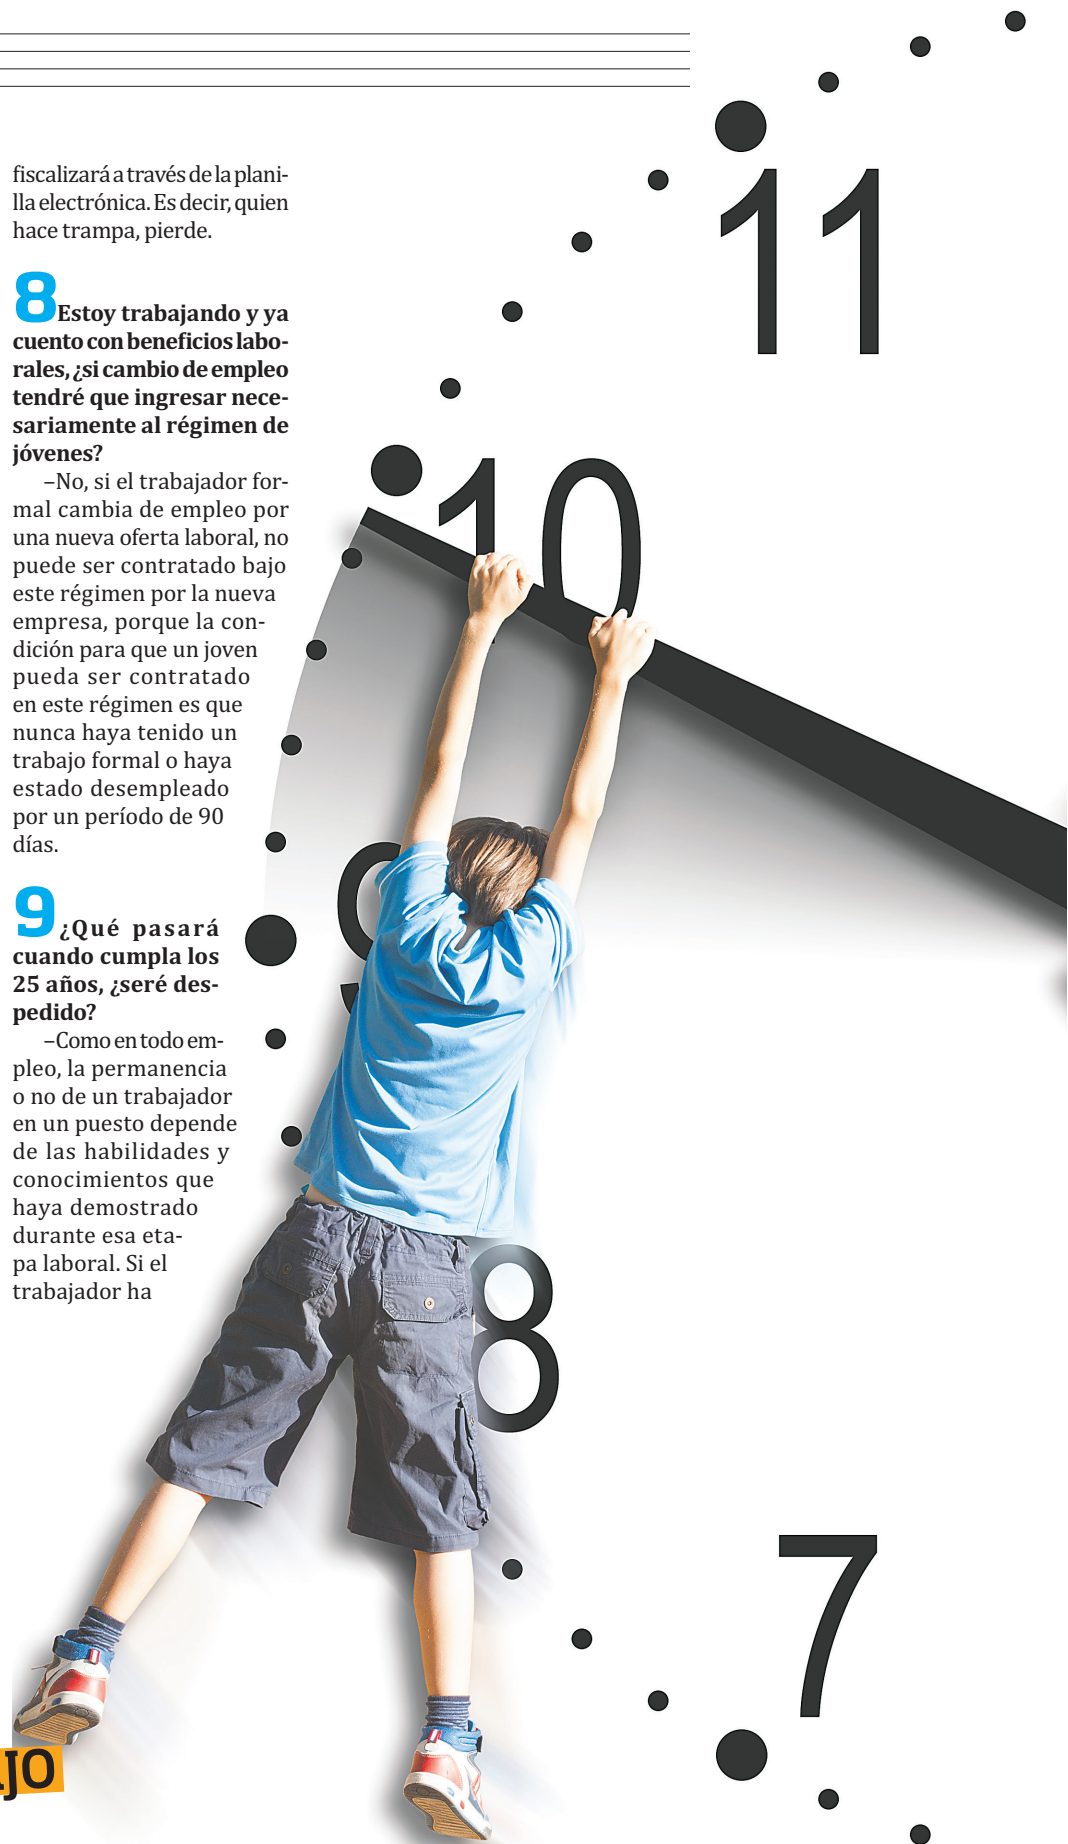 fiscalizará a través de la plani-
lla electrónica. Es decir, quien
hace trampa, pierde.
8 Estoy trabajando y ya
cuento con beneficios labo-
rales, ¿si cambio de empleo
tendré que ingresar nece-
sariamente al régimen de
jóvenes?
–No, si el trabajador for-
mal cambia de empleo por
una nueva oferta laboral, no
puede ser contratado bajo
este régimen por la nueva
empresa, porque la con-
dición para que un joven
pueda ser contratado
en este régimen es que
nunca haya tenido un
trabajo formal o haya
estado desempleado
por un período de 90
días.
9 ¿Qué pasará
cuando cumpla los
25 años, ¿seré des-
pedido?
–Como en todo em-
pleo, la permanencia
o no de un trabajador
en un puesto depende
de las habilidades y
conocimientos que
haya demostrado
durante esa eta-
pa laboral. Si el
trabajador ha
11
10
9
8
7
JO